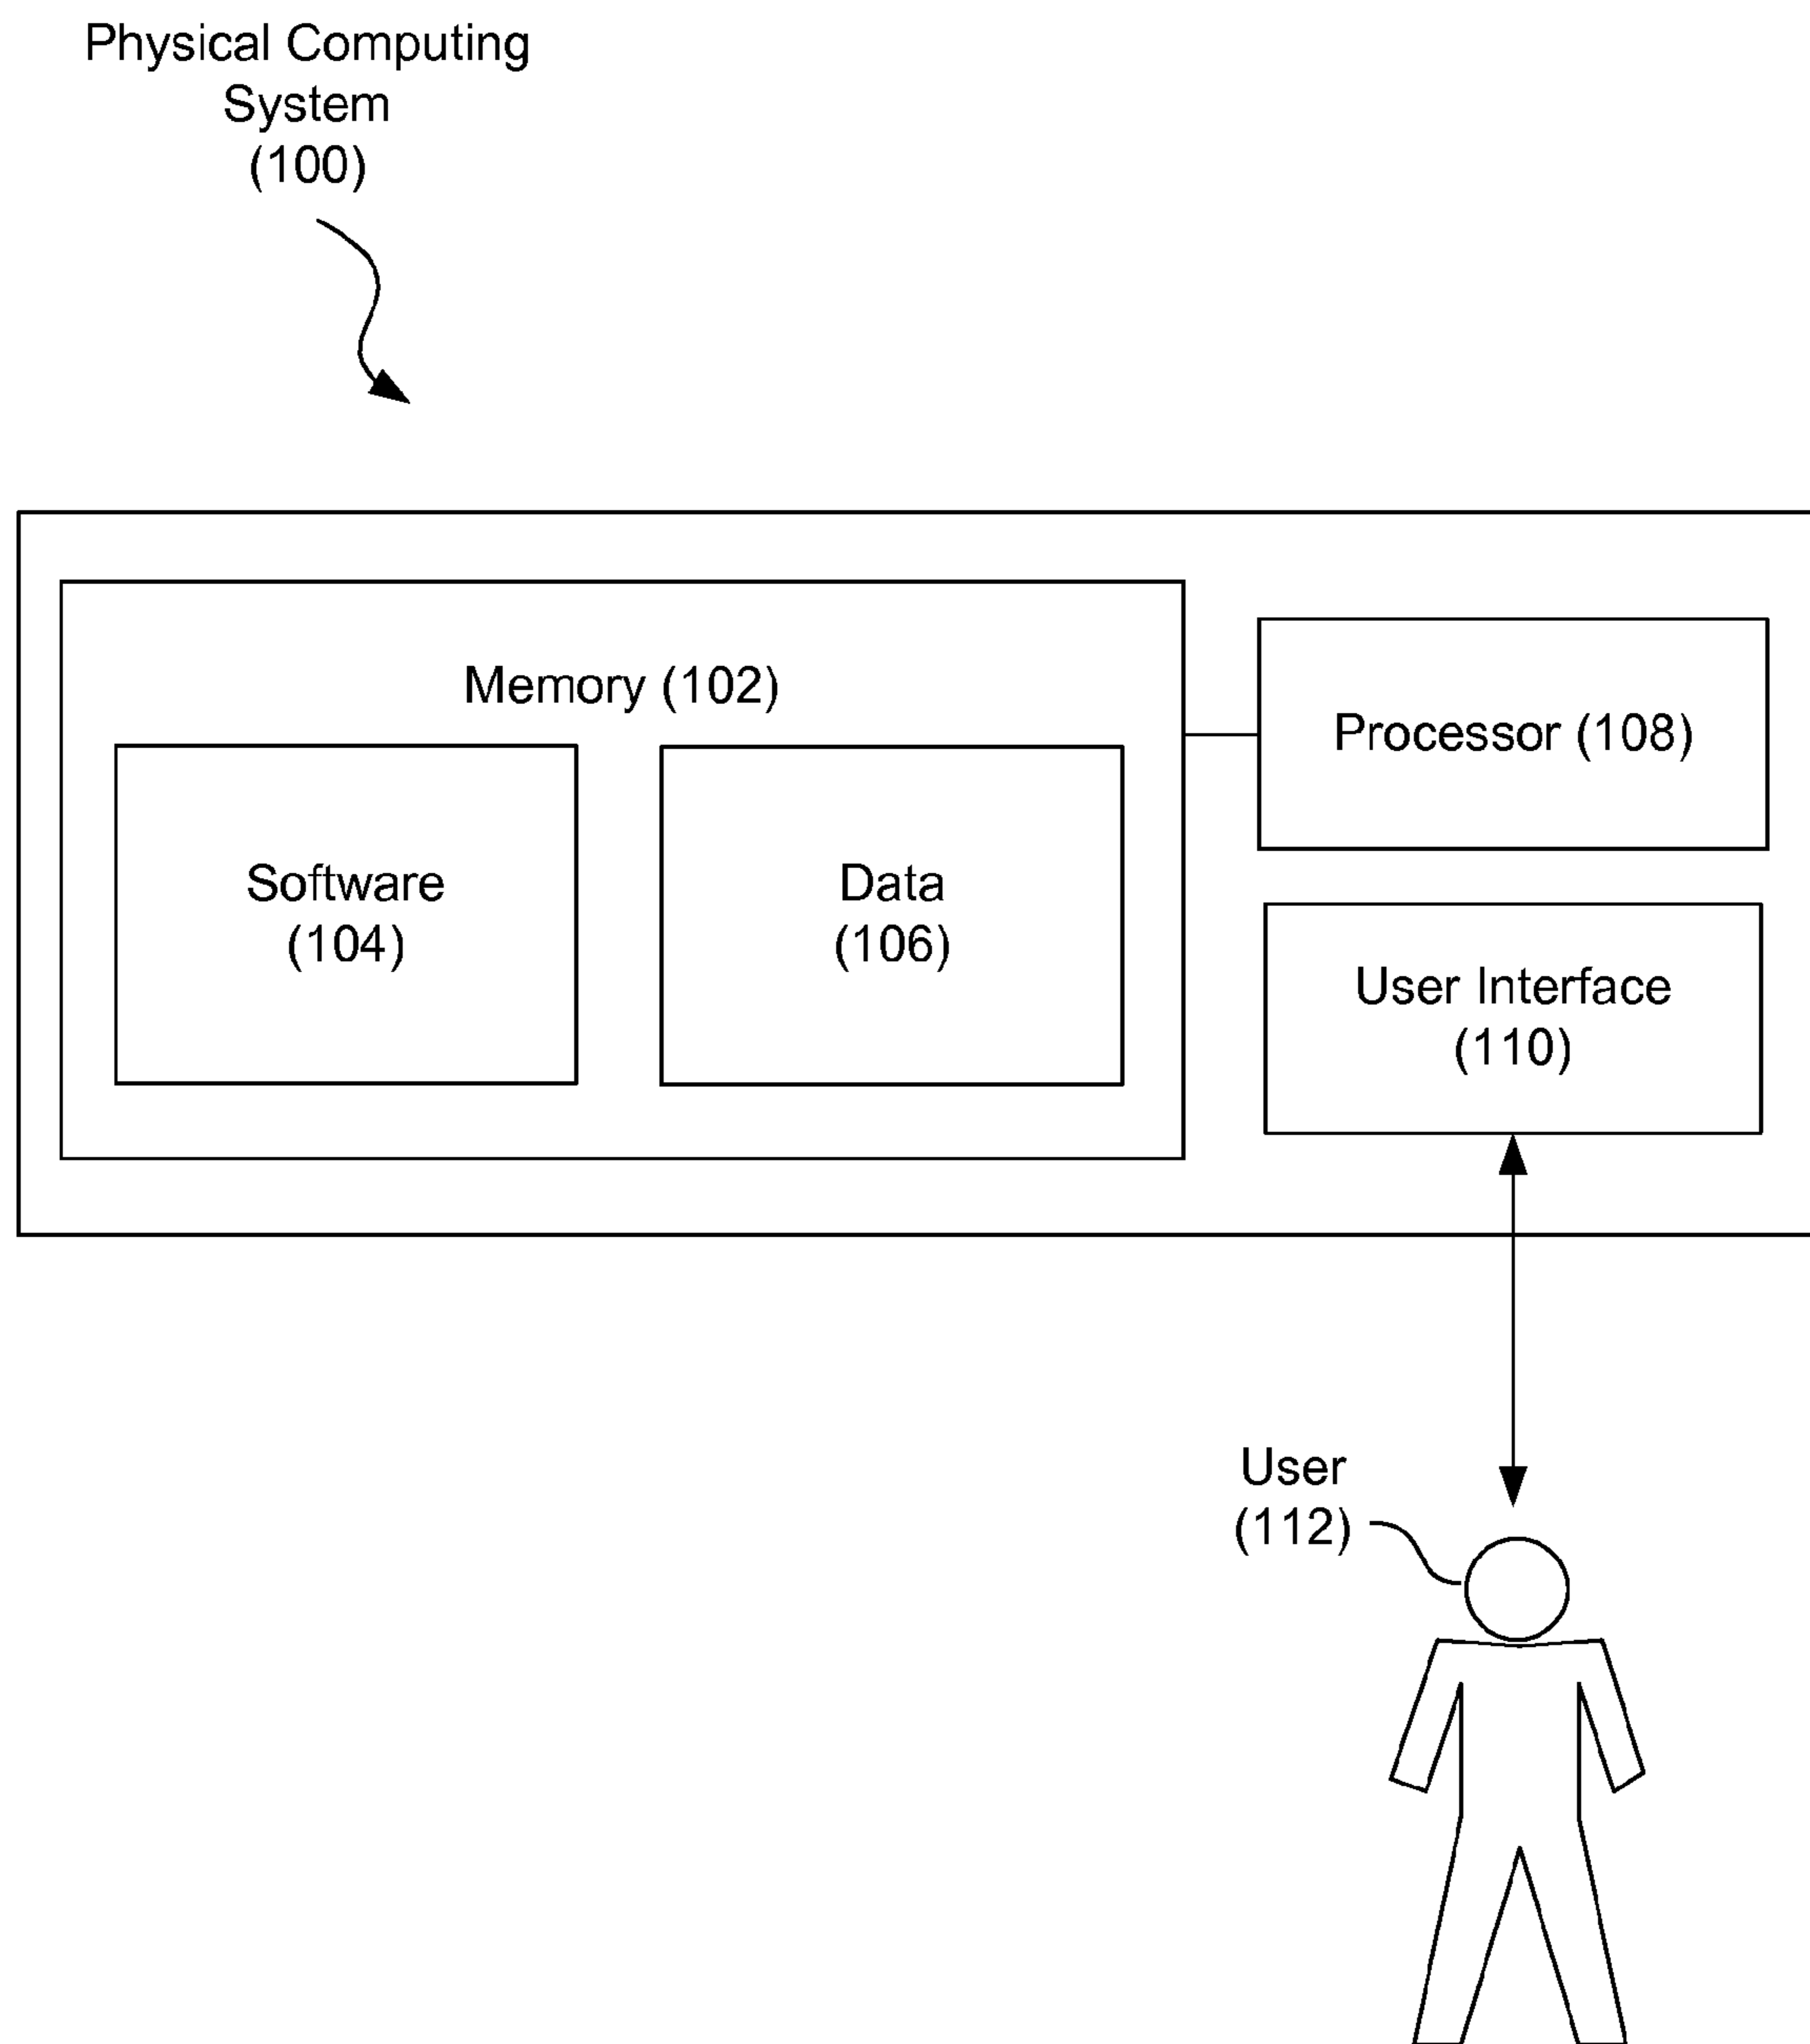 Physical Computing
System
(100)
Memory (102)
Processor (108)
Software
(104)
Data
(106)
User Interface
(110)
User
(112)